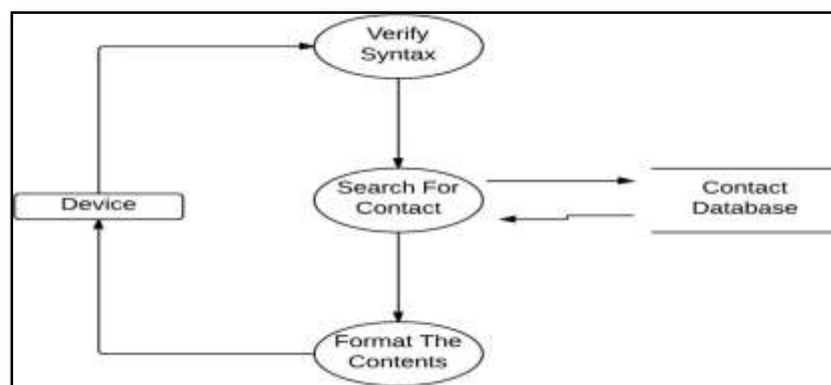 Verify
Syntax
Device
Search For
Contact
Contact
Database
Format The
Contents